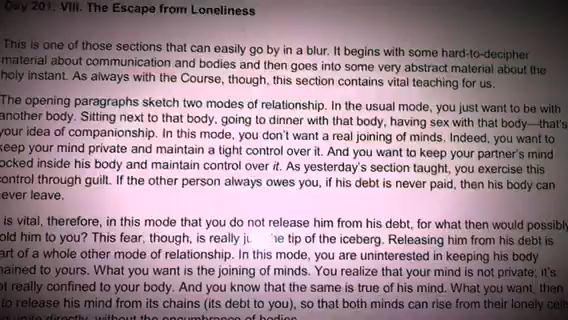 Day 201. VIII. The Escape from Loneliness
This is one of those sections that can easily go by in a blur. It begins with some hard-to-decipher
material about communication and bodies and then goes into some very abstract material about the
holy instant. As always with the Course, though, this section contains vital teaching for us.
The opening paragraphs sketch two modes of relationship. In the usual mode, you just want to be with
another body. Sitting next to that body, going to dinner with that body, having sex with that body—that's
your idea of companionship. In this mode, you don't want a real joining of minds. Indeed, you want to
keep your mind private and maintain a tight control over it. And you want to keep your partner's mind
ocked inside his body and maintain control over it. As yesterday's section taught, you exercise this
control through guilt. If the other person always owes you, if his debt is never paid, then his body can
ever leave.
is vital, therefore, in this mode that you do not release him from his debt, for what then would possibly
old him to you? This fear, though, is really ju he tip of the iceberg. Releasing him from his debt is
art of a whole other mode of relationship. In this mode, you are uninterested in keeping his body
hained to yours. What you want is the joining of minds. You realize that your mind is not private, it's
ot really confined to your body. And you know that the same is true of his mind. What you want, then
to release his mind from its chains (its debt to you), so that both minds can rise from their lonely cells
unite directly, without the encumbrance of bodies